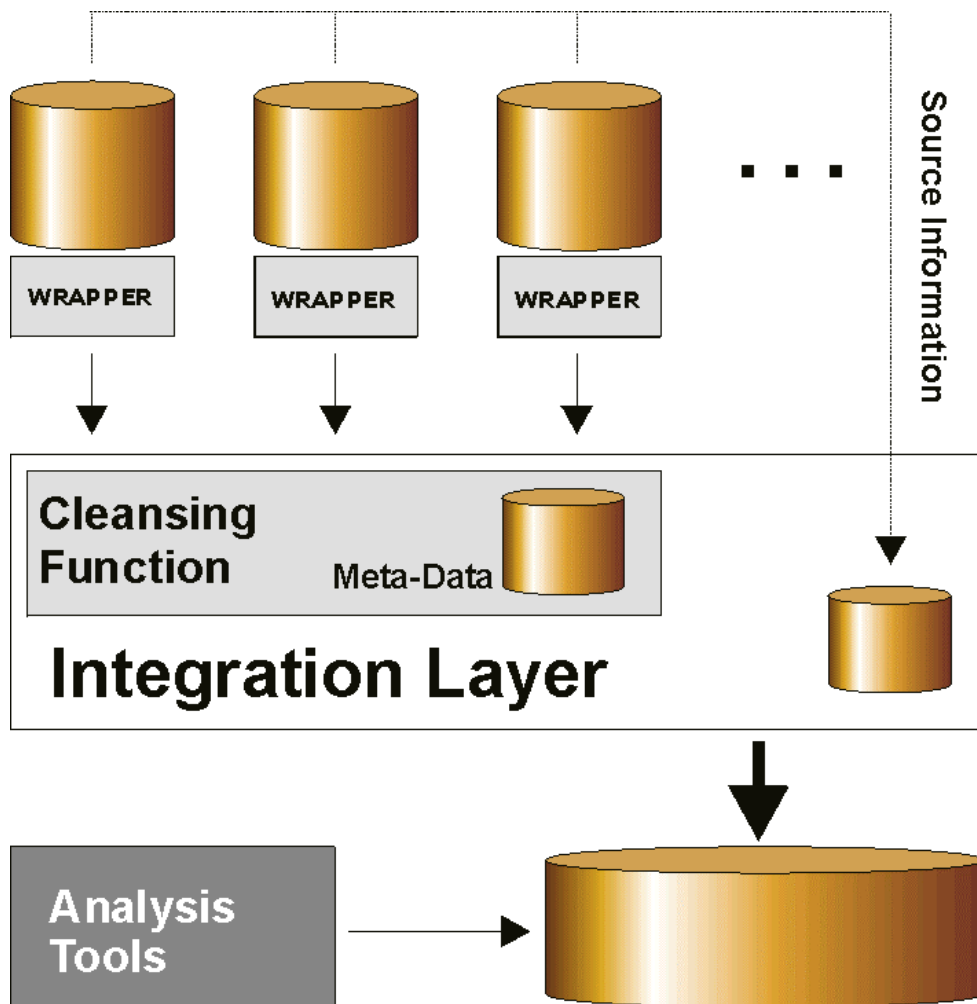 Source Information
WRAPPER
WRAPPER
WRAPPER
Cleansing
Function
Meta-Data
Integration Layer
Analysis
Tools